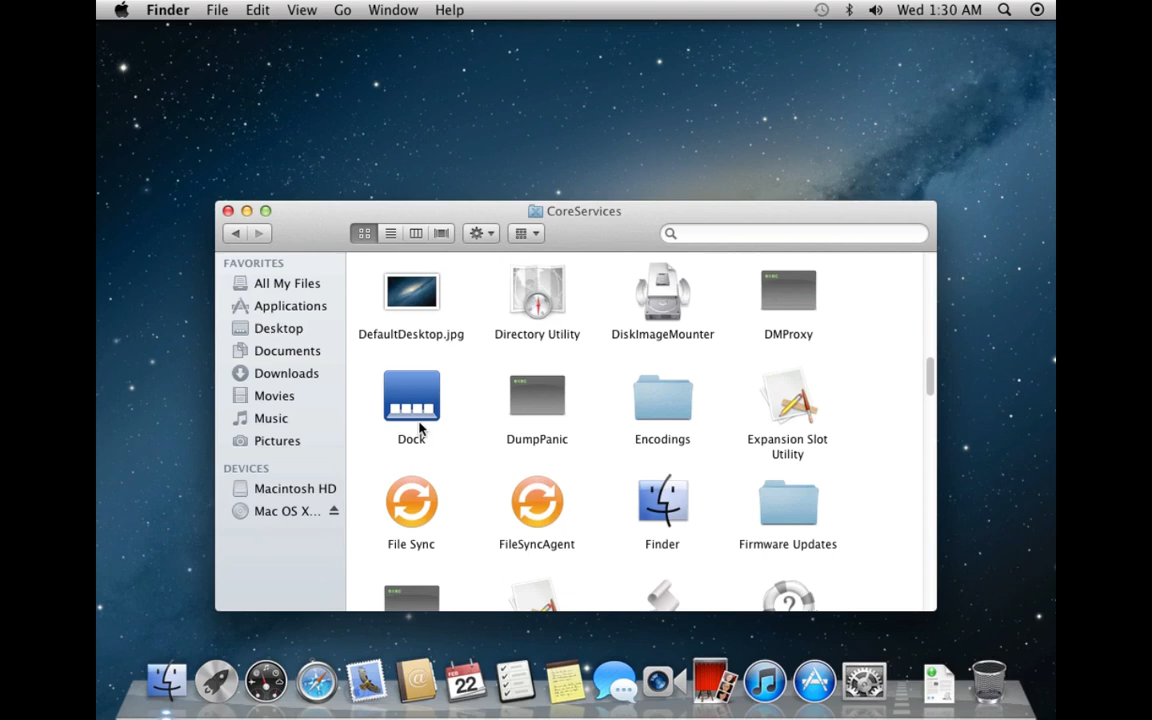 Finder File Edit View Go Window Help Wed 1:30 AM
CoreServices
FAVORITES
All My Files
Applications
Desktop
Documents
Downloads
Movies
Music
Pictures
DEVICES
Macintosh HD
Mac OS X...
DefaultDesktop.jpg Directory Utility DiskImageMounter DMProxy
Dock DumpPanic Encodings Expansion Slot
Utility
File Sync FileSyncAgent Finder Firmware Updates
FEB
22